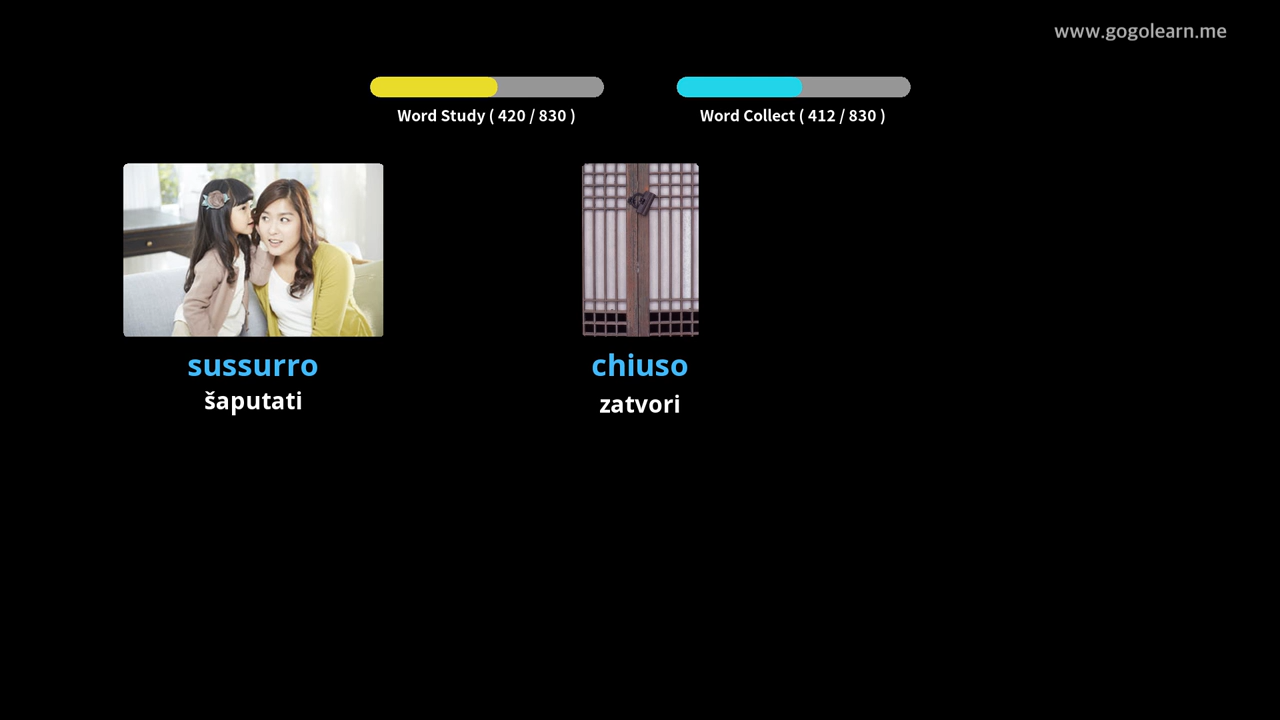 www.gogolearn.me
Word Study ( 420 / 830 )
Word Collect ( 412 / 830 )
sussurro
šaputati
chiuso
zatvori